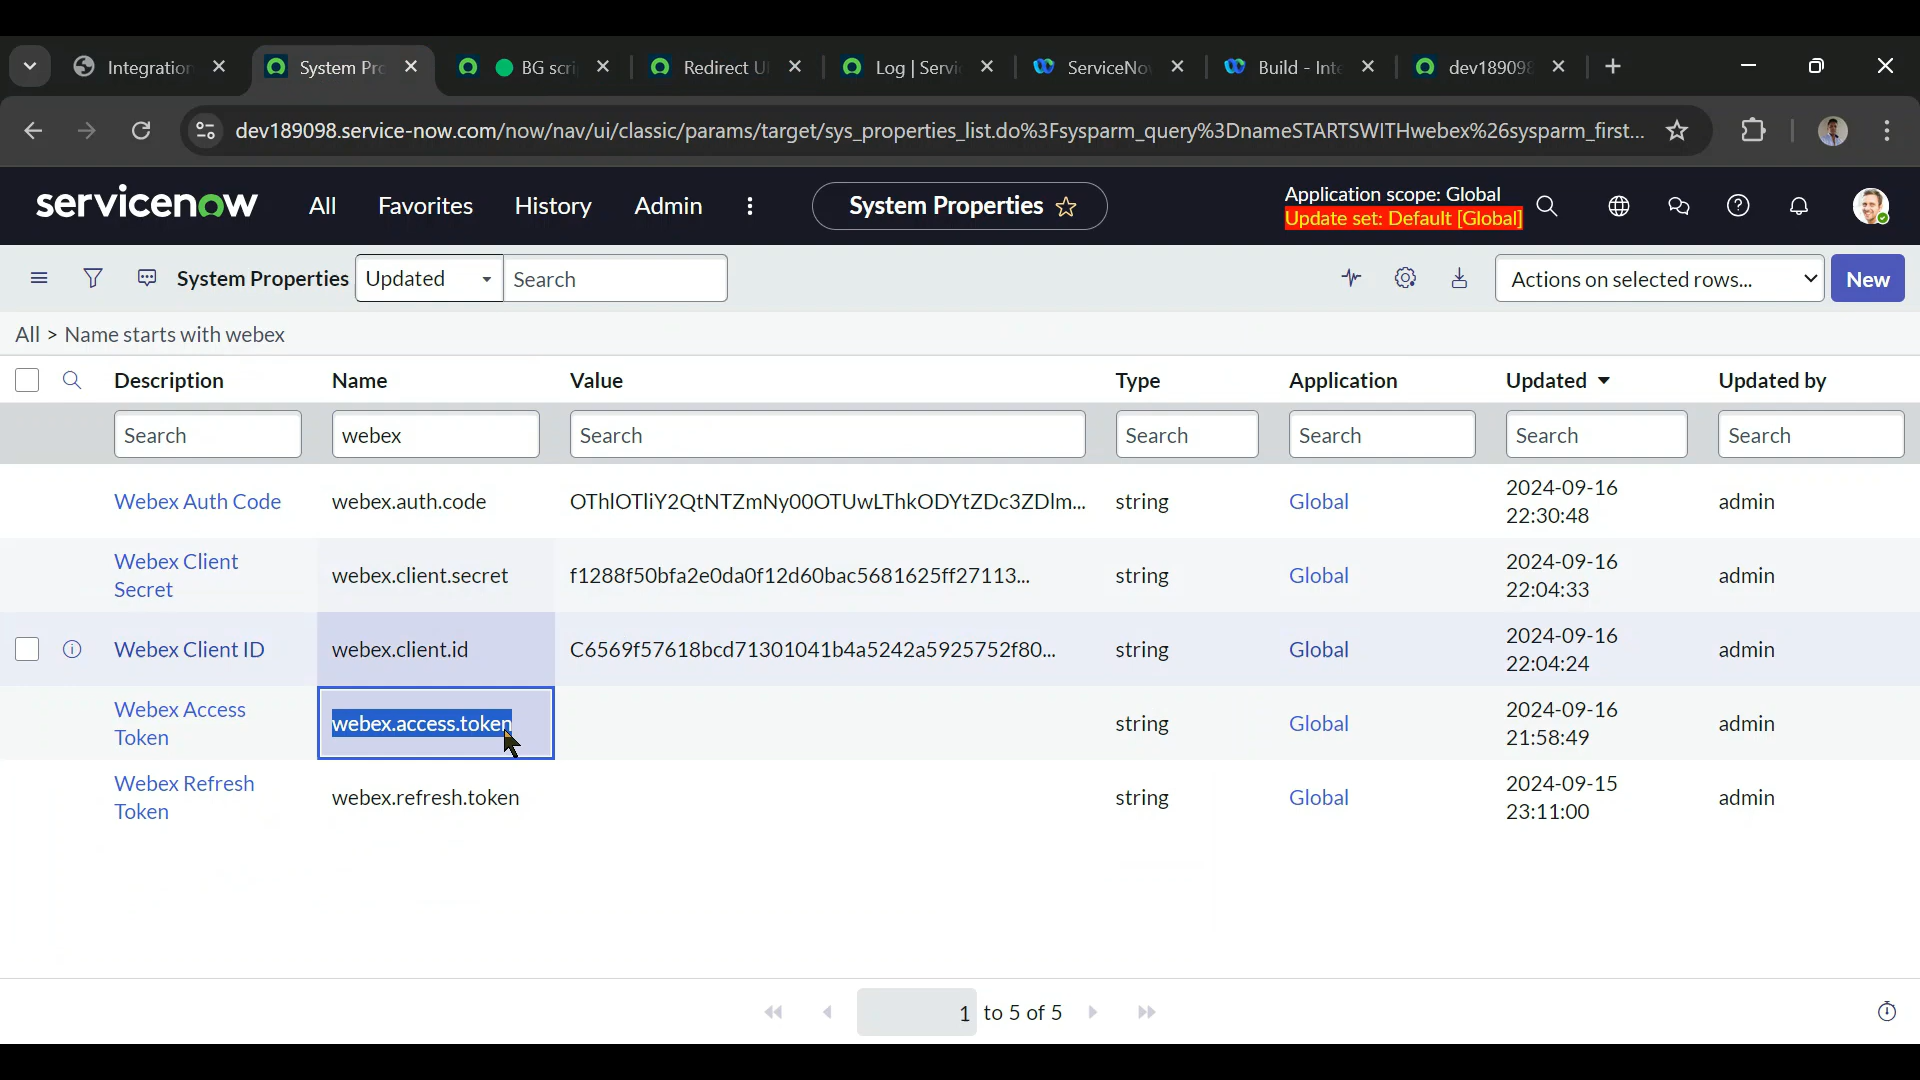 Integration
System Pro
BG scri
Redirect UI
Log | Servi
ServiceNo
Build - Inte
dev189098
dev189098.service-now.com/now/nav/ui/classic/params/target/sys_properties_list.do%3Fsysparm_query%3DnameSTARTSWITHwebex%26sysparm_first...
servicenow
All
Favorites
History
Admin
System Properties
Application scope: Global
Update set: Default [Global]
System Properties
Updated
Search
Actions on selected rows...
New
All > Name starts with webex
Description
Name
Value
Type
Application
Updated
Updated by
Search
webex
Search
Search
Search
Search
Search
Webex Auth Code
webex.auth.code
OThlOTliY2QtNTZmNy00OTUwLThkODYtZDc3ZDlm...
string
Global
2024-09-16
22:30:48
admin
Webex Client
Secret
webex.client.secret
f1288f50bfa2e0da0f12d60bac5681625ff27113...
string
Global
2024-09-16
22:04:33
admin
Webex Client ID
webex.client.id
C6569f57618bcd71301041b4a5242a5925752f80...
string
Global
2024-09-16
22:04:24
admin
Webex Access
Token
webex.access.token
string
Global
2024-09-16
21:58:49
admin
Webex Refresh
Token
webex.refresh.token
string
Global
2024-09-15
23:11:00
admin
1 to 5 of 5